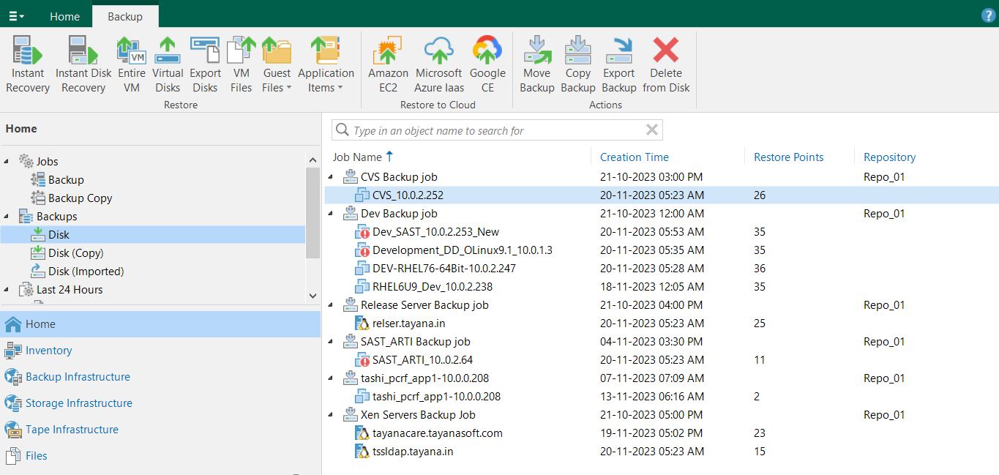 Home Backup ?
Instant Recovery
Instant Disk Recovery
Entire VM
Virtual Disks
Export Disks
VM Files
Guest Files
Application Items
Restore
Amazon EC2
Microsoft Azure Iaas
Google CE
Restore to Cloud
Move Backup
Copy Backup
Export Backup
Delete from Disk
Actions
Home
Jobs
Backup
Backup Copy
Backups
Disk
Disk (Copy)
Disk (Imported)
Last 24 Hours
Home
Inventory
Backup Infrastructure
Storage Infrastructure
Tape Infrastructure
Files
Type in an object name to search for
Job Name Creation Time Restore Points Repository
CVS Backup job 21-10-2023 03:00 PM Repo_01
CVS_10.0.2.252 20-11-2023 05:23 AM 26
Dev Backup job 21-10-2023 12:00 AM Repo_01
Dev_SAST_10.0.2.253_New 20-11-2023 05:53 AM 35
Development_DD_OLinux9.1_10.0.1.3 20-11-2023 05:35 AM 35
DEV-RHEL76-64Bit-10.0.2.247 20-11-2023 05:28 AM 36
RHEL6U9_Dev_10.0.2.238 18-11-2023 12:05 AM 35
Release Server Backup job 21-10-2023 04:00 PM Repo_01
relser.tayana.in 20-11-2023 05:23 AM 25
SAST_ARTI Backup job 04-11-2023 03:30 PM Repo_01
SAST_ARTI_10..0.2.64 20-11-2023 05:23 AM 11
tashi_pcrf_app1-10.0.0.208 07-11-2023 07:09 AM Repo_01
tashi_pcrf_app1-10.0.0.208 13-11-2023 06:16 AM 2
Xen Servers Backup Job 21-10-2023 05:00 PM Repo_01
tayanacare.tayanasoft.com 19-11-2023 05:02 PM 23
tssldap.tayana.in 20-11-2023 05:23 AM 15